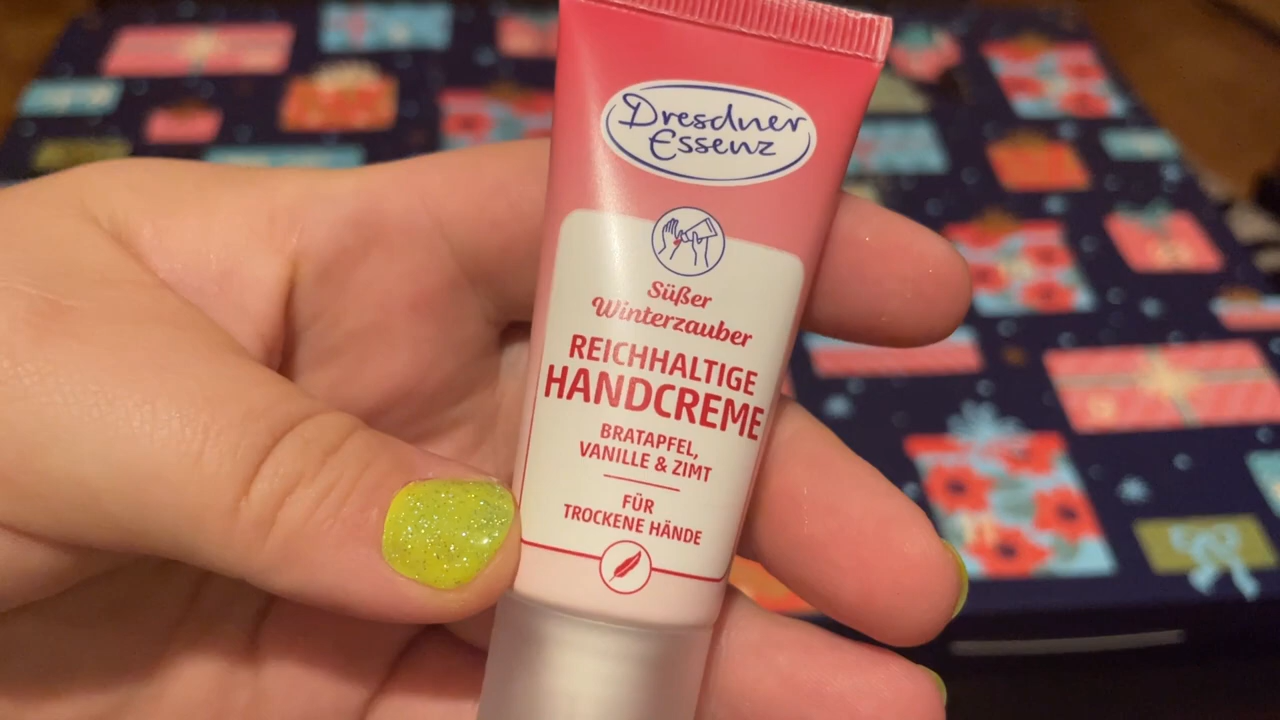 Dresdner
Essenz
Süßer
Winterzauber
REICHHALTIGE
HANDCREME
BRATAPFEL,
VANILLE & ZIMT
FÜR
TROCKENE HÄNDE